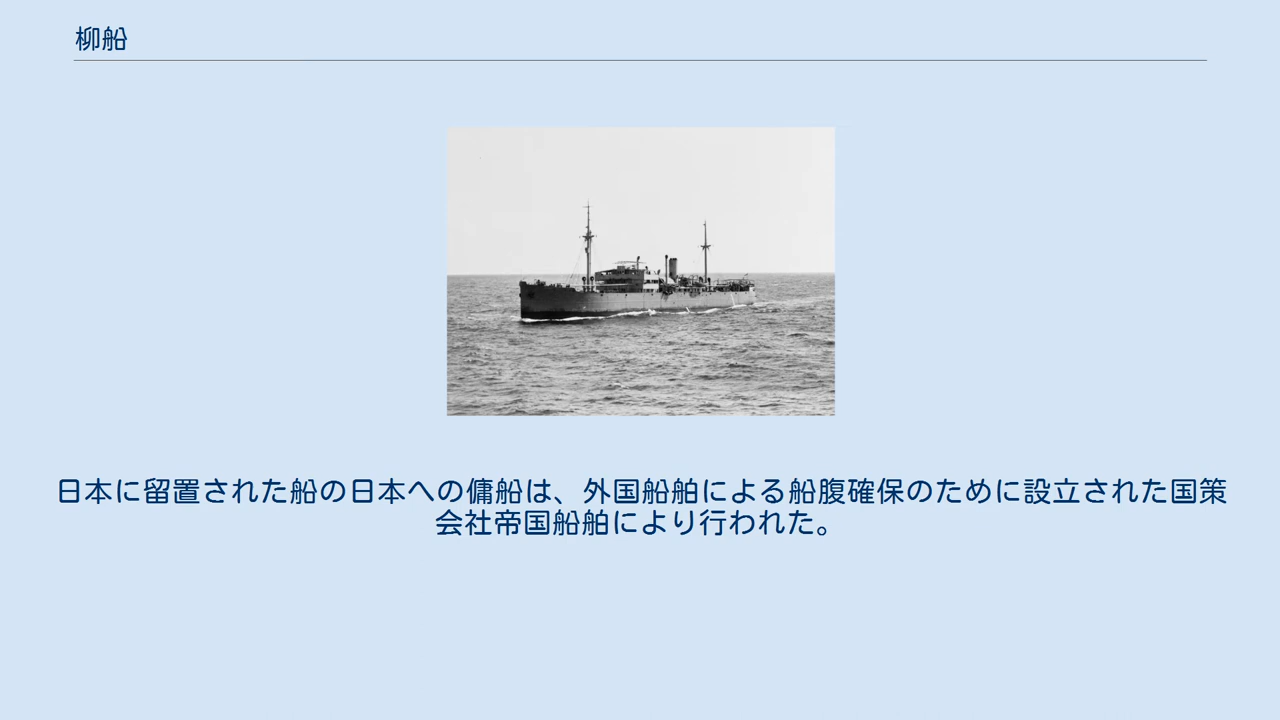 柳船
日本に留置された船の日本への傭船は、外国船舶による船腹確保のために設立された国策
会社帝国船舶により行われた。